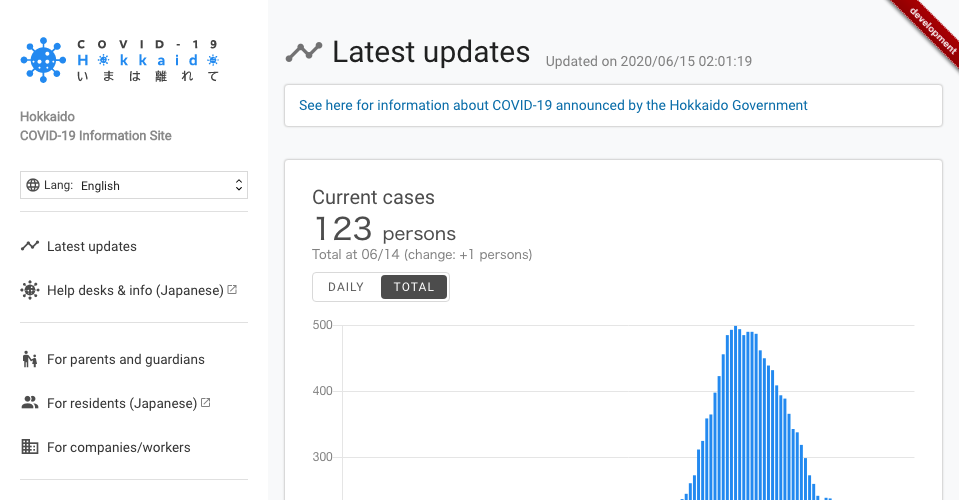 COVID-19
Hokkaido
いまは離れて
Hokkaido
COVID-19 Information Site
Lang: English
Latest updates
Help desks & info (Japanese)
For parents and guardians
For residents (Japanese)
For companies/workers
development
Latest updates
Updated on 2020/06/15 02:01:19
See here for information about COVID-19 announced by the Hokkaido Government
Current cases
123 persons
Total at 06/14 (change: +1 persons)
DAILY TOTAL
500
400
300